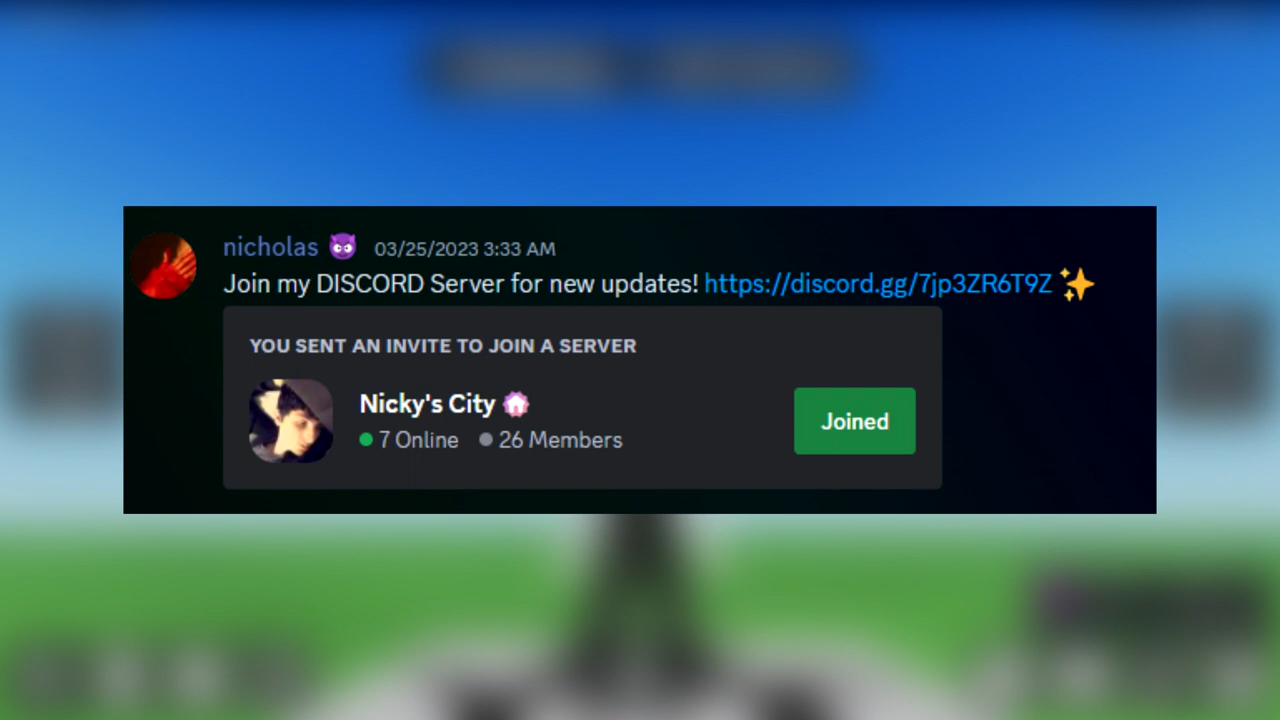 nicholas 😈 03/25/2023 3:33 AM
Join my DISCORD Server for new updates! https://discord.gg/7jp3ZR6T9Z ✨
YOU SENT AN INVITE TO JOIN A SERVER
Nicky's City
7 Online 26 Members
Joined